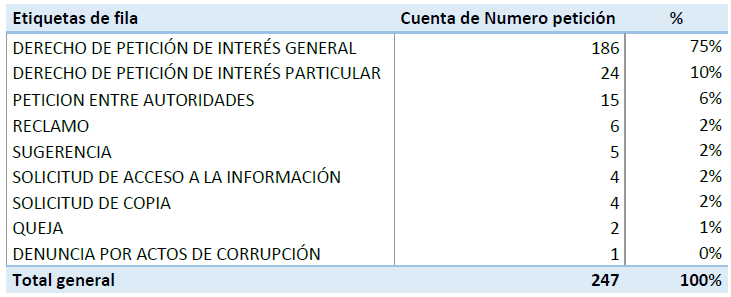 Etiquetas de fila Cuenta de Numero petición %
DERECHO DE PETICIÓN DE INTERÉS GENERAL 186 75%
DERECHO DE PETICIÓN DE INTERÉS PARTICULAR 24 10%
PETICION ENTRE AUTORIDADES 15 6%
RECLAMO 6 2%
SUGERENCIA 5 2%
SOLICITUD DE ACCESO A LA INFORMACIÓN 4 2%
SOLICITUD DE COPIA 4 2%
QUEJA 2 1%
DENUNCIA POR ACTOS DE CORRUPCIÓN 1 0%
Total general 247 100%